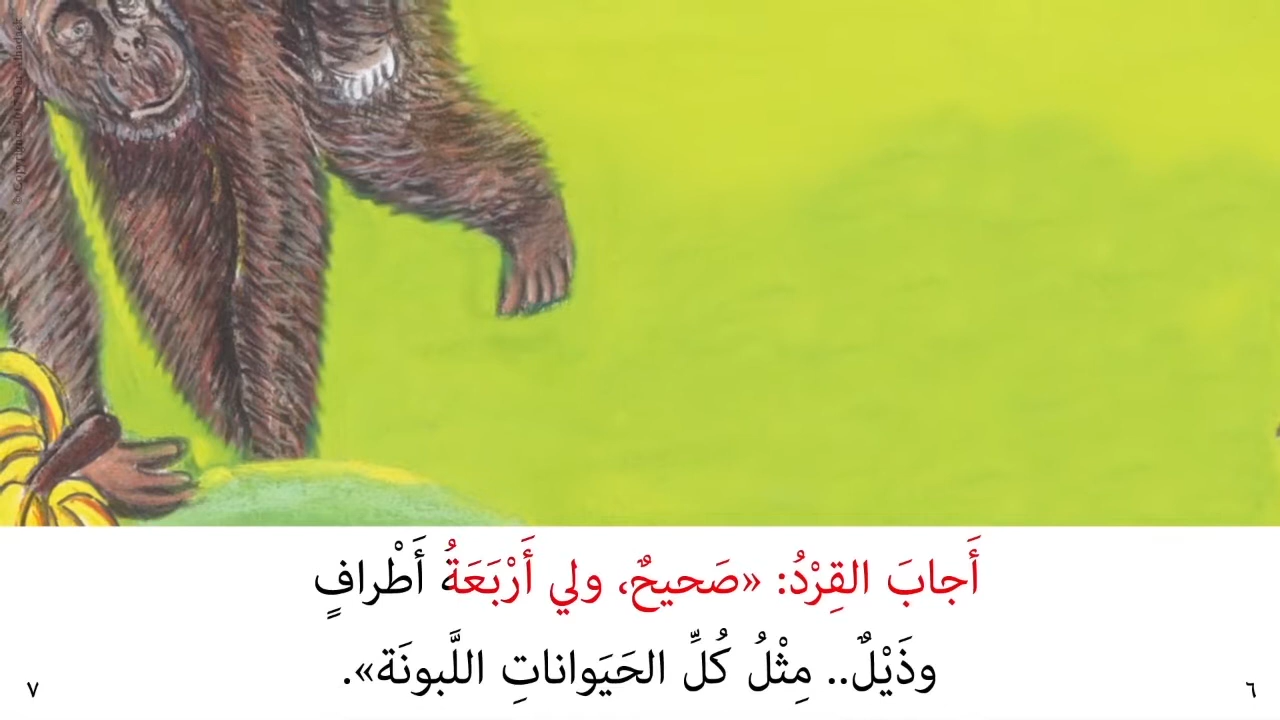 أَجابَ القِرْدُ: «صَحيحٌ، ولي أَرْبَعَةُ أَطْرافٍ
وذَيْلٌ.. مِثْلُ كُلِّ الحَيَواناتِ اللَّبونَة».
٦
٧